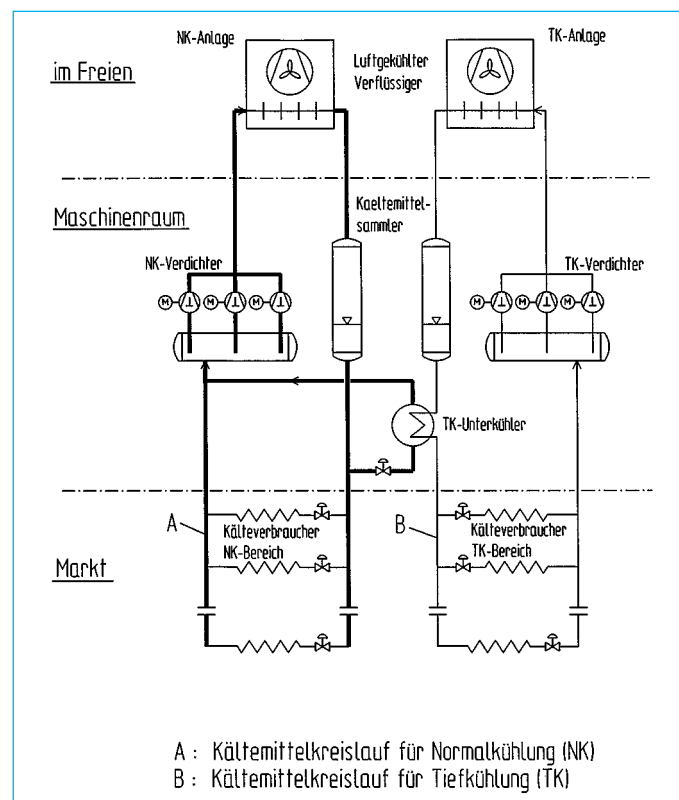 NK-Anlage
TK-Anlage
im Freien
Luftgekühlter
Verflüssiger
Maschinenraum
Kaeltemittel-
sammler
NK-Verdichter
TK-Verdichter
M
M
M
M
M
M
TK-Unterkühler
A
B
Kälteverbraucher
NK-Bereich
Kälteverbraucher
TK-Bereich
Markt
A : Kältemittelkreislauf für Normalkühlung (NK)
B : Kältemittelkreislauf für Tiefkühlung (TK)